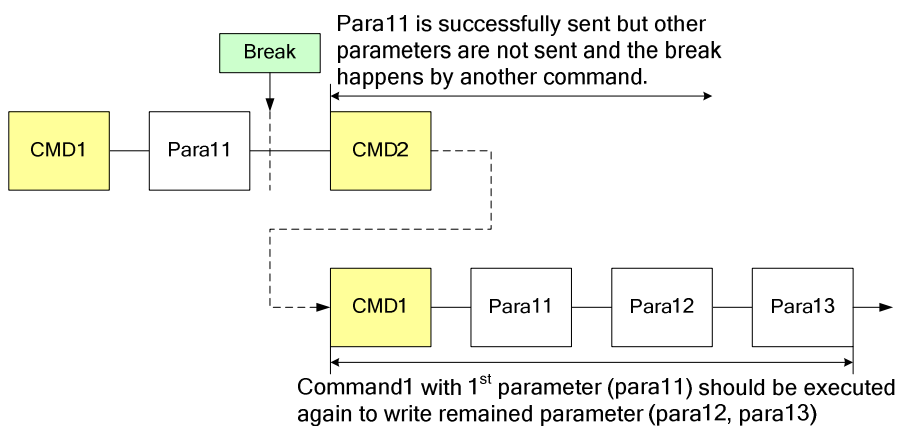 Para11 is successfully sent but other
parameters are not sent and the break
happens by another command.
Break
CMD1
Para11
CMD2
CMD1
Para11
Para12
Para13
Command1 with 1st parameter (para11) should be executed
again to write remained parameter (para12, para13)